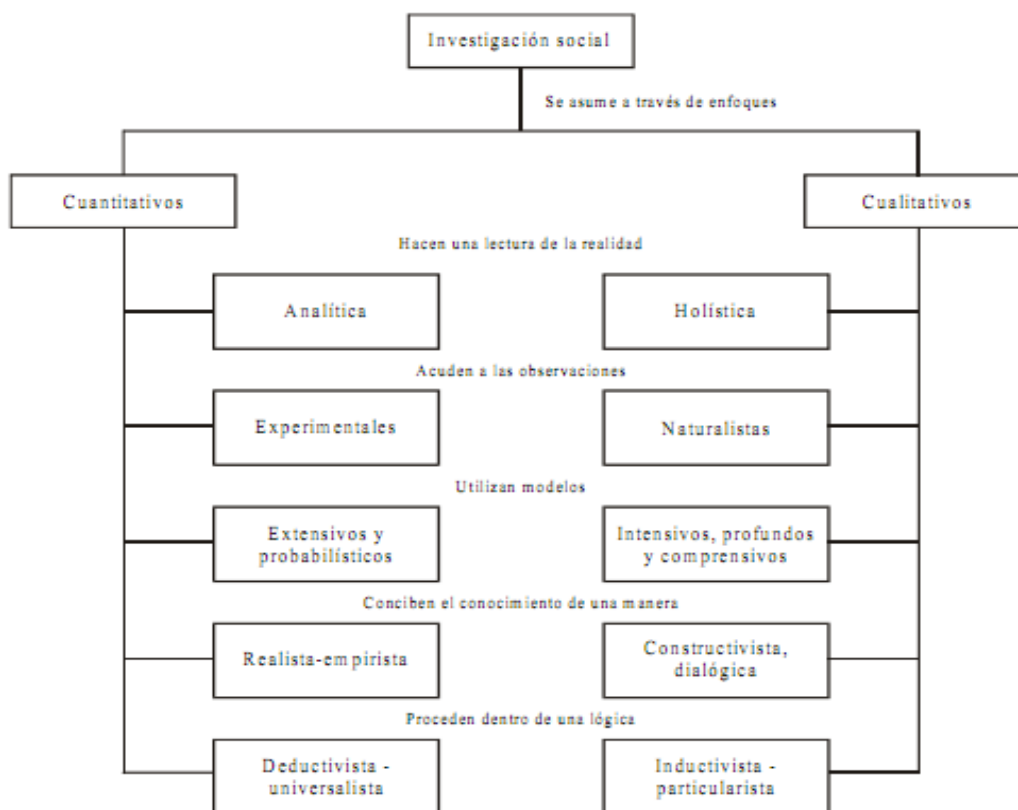 Investigación social
Se asume a través de enfoques
Cuantitativos
Cualitativos
Hacen una lectura de la realidad
Analítica
Holística
Acuden a las observaciones
Experimentales
Naturalistas
Utilizan modelos
Extensivos y
probabilísticos
Intensivos, profundos
y comprensivos
Conciben el conocimiento de una manera
Realista-empirista
Constructivista,
dialógica
Proceden dentro de una lógica
Deductivista -
universalista
Inductivista -
particularista